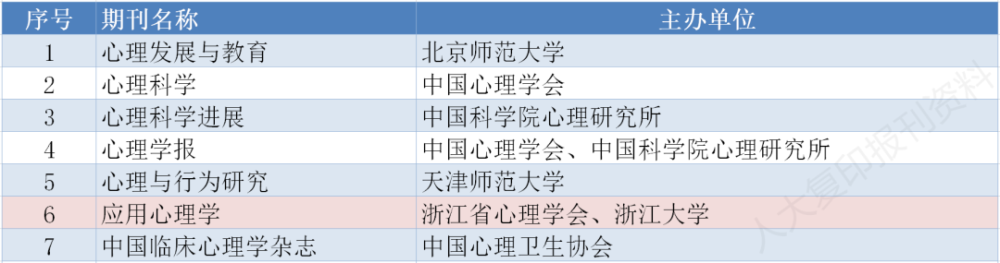 序号 期刊名称 主办单位
1 心理发展与教育 北京师范大学
2 心理科学 中国心理学会
3 心理科学进展 中国科学院心理研究所
4 心理学报 中国心理学会、中国科学院心理研究所
5 心理与行为研究 天津师范大学
6 应用心理学 浙江省心理学会、浙江大学
7 中国临床心理学杂志 中国心理卫生协会
人大复印报刊资料